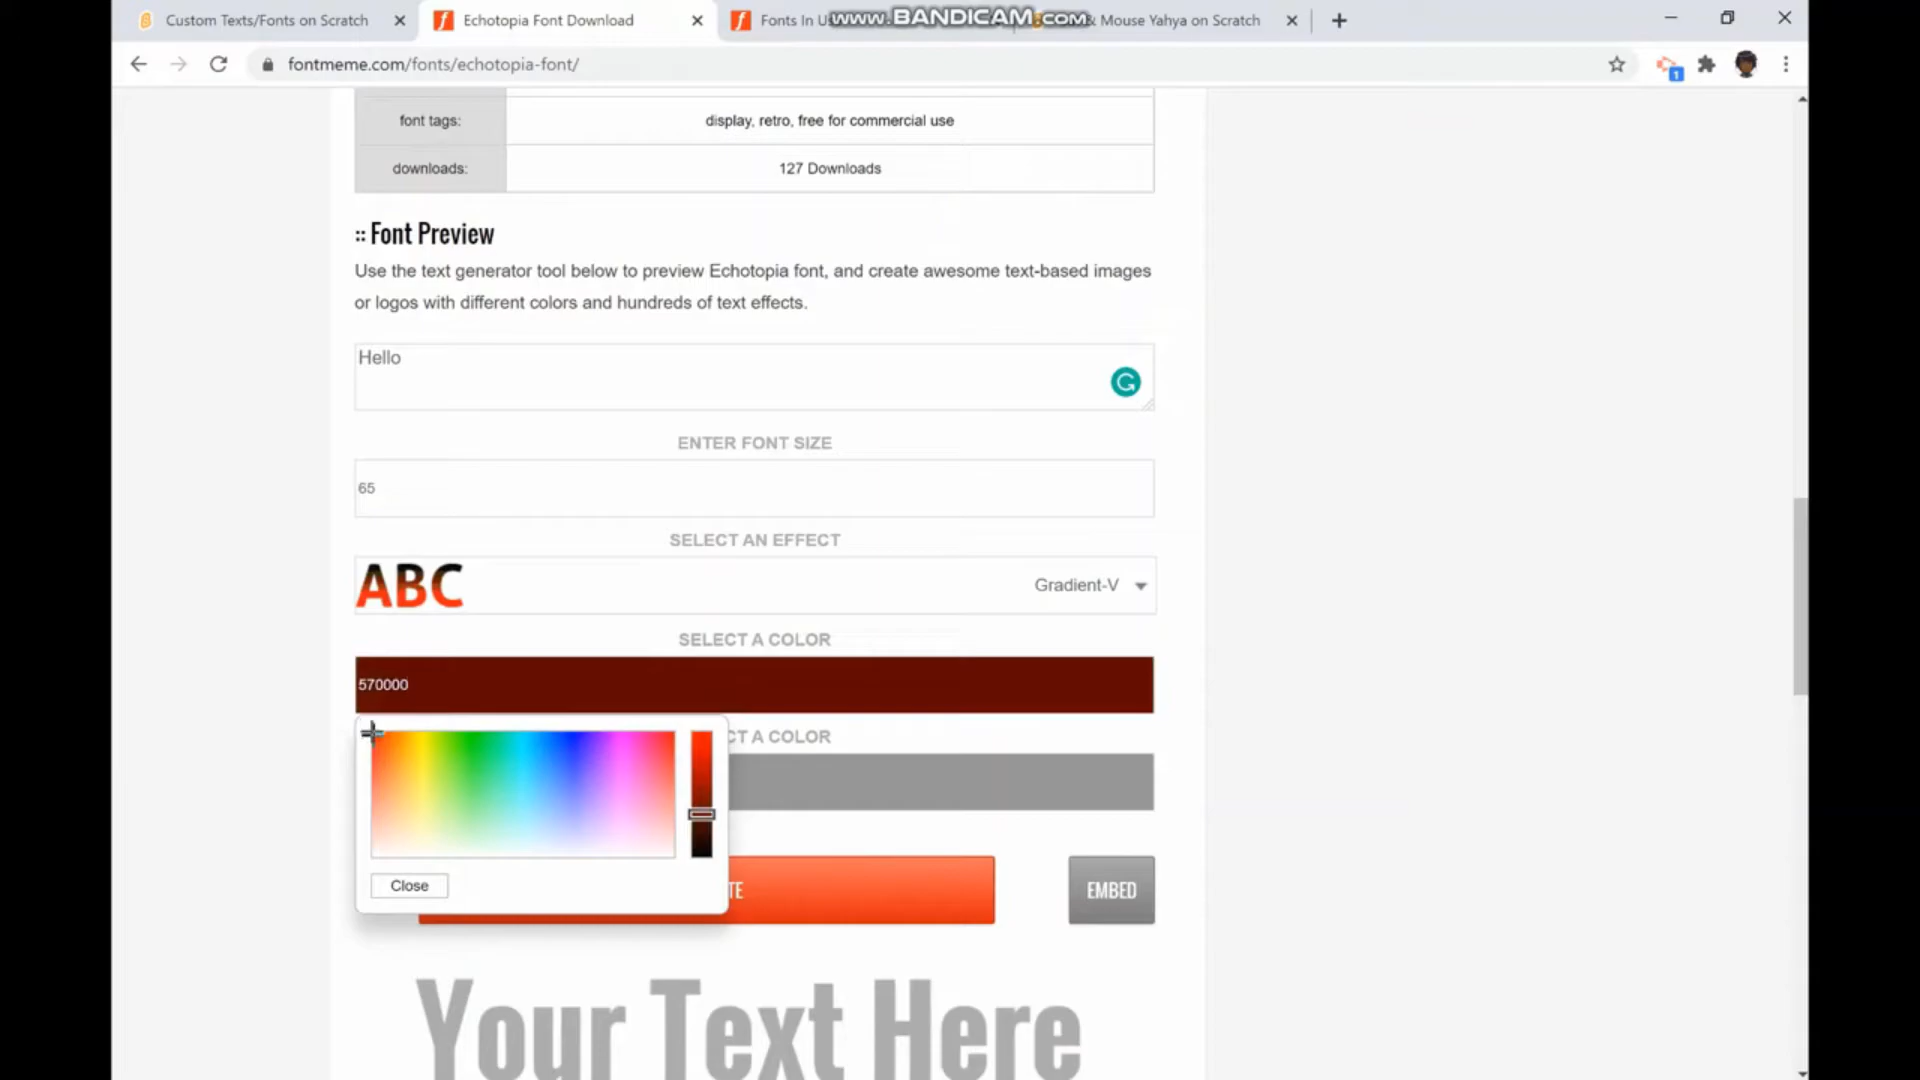 Custom Texts/Fonts on Scratch
Echotopia Font Download
Fonts In U
& Mouse Yahya on Scratch
www.BANDICAM.com
fontmeme.com/fonts/echotopia-font/
1
font tags:
display, retro, free for commercial use
downloads:
127 Downloads
:: Font Preview
Use the text generator tool below to preview Echotopia font, and create awesome text-based images
or logos with different colors and hundreds of text effects.
Hello
ENTER FONT SIZE
65
SELECT AN EFFECT
ABC
Gradient-V
SELECT A COLOR
570000
CT A COLOR
Close
TE
EMBED
Your Text Here